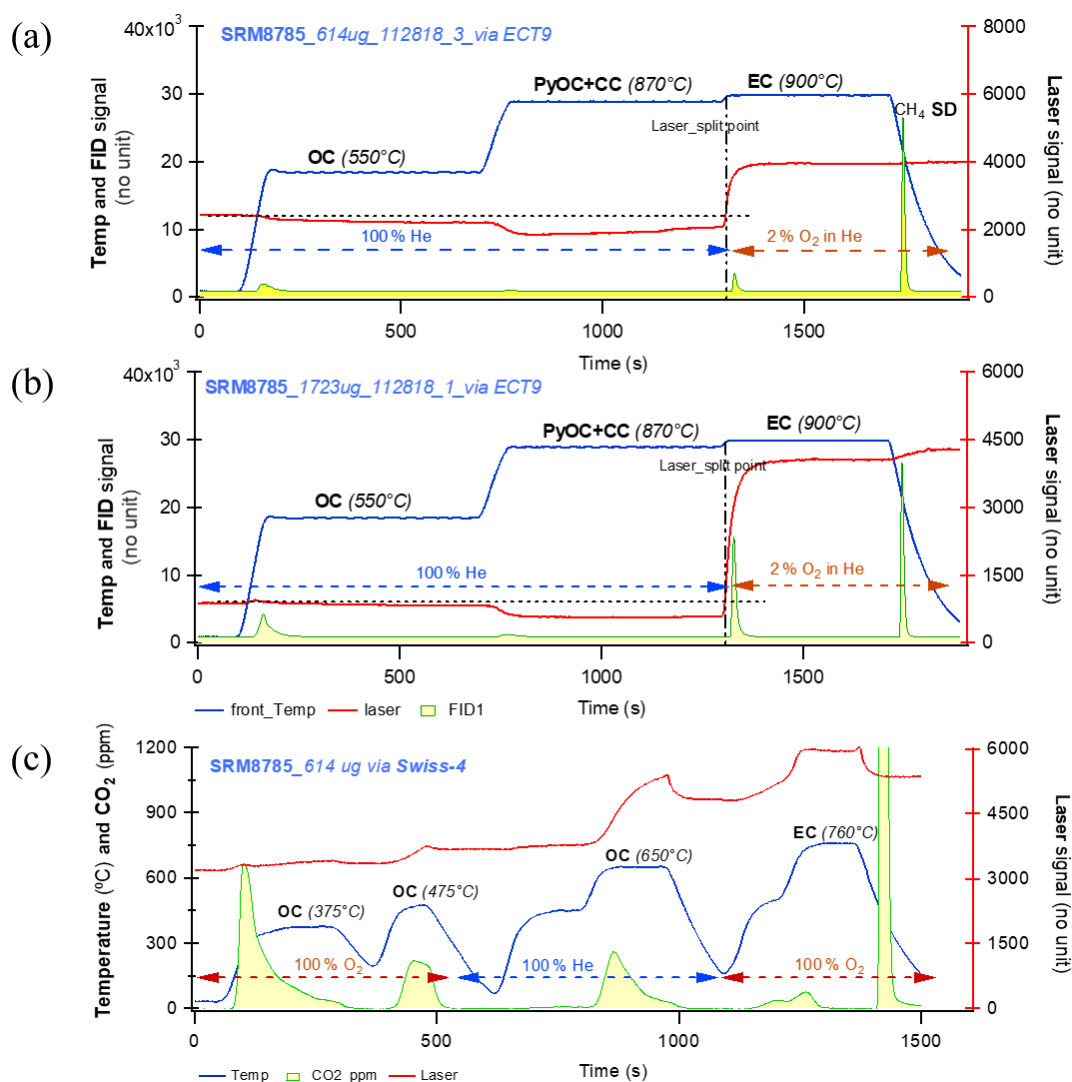 (a)
SRM8785_614ug_112818_3_via ECT9
40x10³
30
20
10
0
Temp and FID signal
(no unit)
OC (550°C)
PyOC+CC (870°C)
EC (900°C)
Laser_split point
CH₄ SD
100 % He
2 % O₂ in He
8000
6000
4000
2000
0
Laser signal (no unit)
0
500
1000
1500
Time (s)
(b)
SRM8785_1723ug_112818_1_via ECT9
40x10³
30
20
10
0
Temp and FID signal
(no unit)
OC (550°C)
PyOC+CC (870°C)
EC (900°C)
Laser_split point
100 % He
2 % O₂ in He
6000
4500
3000
1500
0
Laser signal (no unit)
0
500
1000
1500
Time (s)
front_Temp
laser
FID1
(c)
SRM8785_614 ug via Swiss-4
1200
900
600
300
0
Temperature (ºC) and CO₂ (ppm)
OC (375°C)
OC (475°C)
OC (650°C)
EC (760°C)
100 % O₂
100 % He
100 % O₂
6000
4500
3000
1500
0
Laser signal (no unit)
0
500
1000
1500
Time (s)
Temp
CO2_ppm
Laser